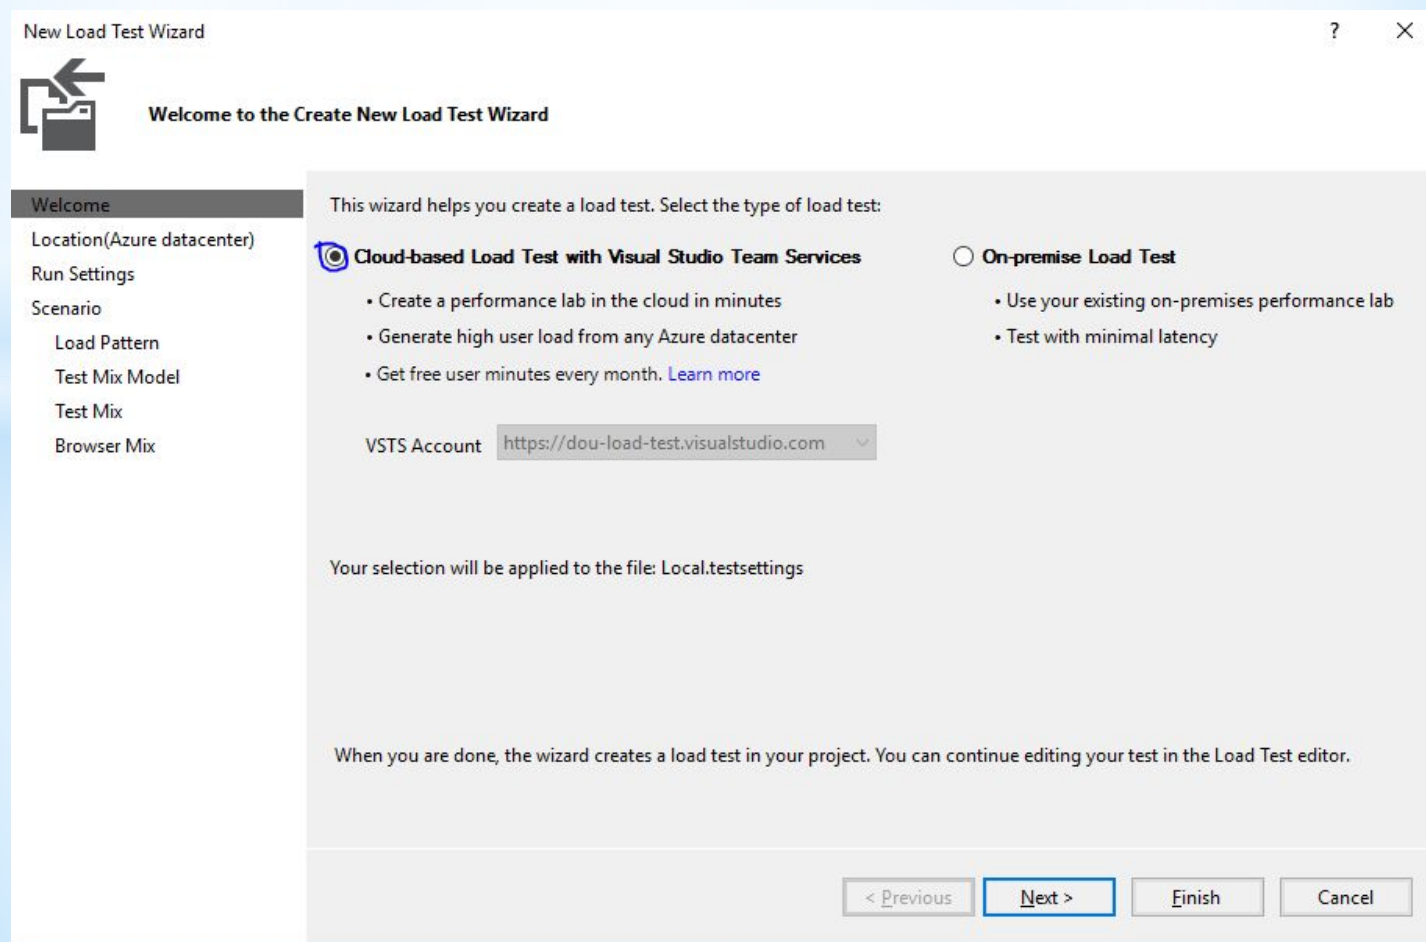 New Load Test Wizard
?
Welcome to the Create New Load Test Wizard
Welcome
Location(Azure datacenter)
Run Settings
Scenario
Load Pattern
Test Mix Model
Test Mix
Browser Mix
This wizard helps you create a load test. Select the type of load test:
Cloud-based Load Test with Visual Studio Team Services
• Create a performance lab in the cloud in minutes
• Generate high user load from any Azure datacenter
• Get free user minutes every month. Learn more
VSTS Account https://dou-load-test.visualstudio.com
On-premise Load Test
• Use your existing on-premises performance lab
• Test with minimal latency
Your selection will be applied to the file: Local.testsettings
When you are done, the wizard creates a load test in your project. You can continue editing your test in the Load Test editor.
< Previous Next > Finish Cancel